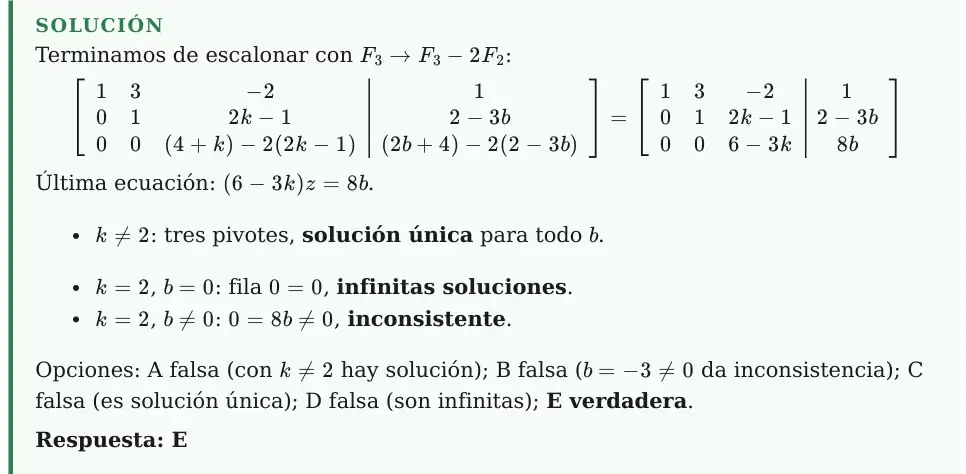 SOLUCIÓN
Terminamos de escalonar con F₃ → F₃ − 2F₂:
[ 1 3 −2 | 1 ] = [ 1 3 −2 | 1 ]
[ 0 1 2k − 1 | 2 − 3b ] = [ 0 1 2k − 1 | 2 − 3b ]
[ 0 0 (4 + k) − 2(2k − 1) | (2b + 4) − 2(2 − 3b) ] = [ 0 0 6 − 3k | 8b ]
Última ecuación: (6 − 3k)z = 8b.
• k ≠ 2: tres pivotes, solución única para todo b.
• k = 2, b = 0: fila 0 = 0, infinitas soluciones.
• k = 2, b ≠ 0: 0 = 8b ≠ 0, inconsistente.
Opciones: A falsa (con k ≠ 2 hay solución); B falsa (b = −3 ≠ 0 da inconsistencia); C
falsa (es solución única); D falsa (son infinitas); E verdadera.
Respuesta: E